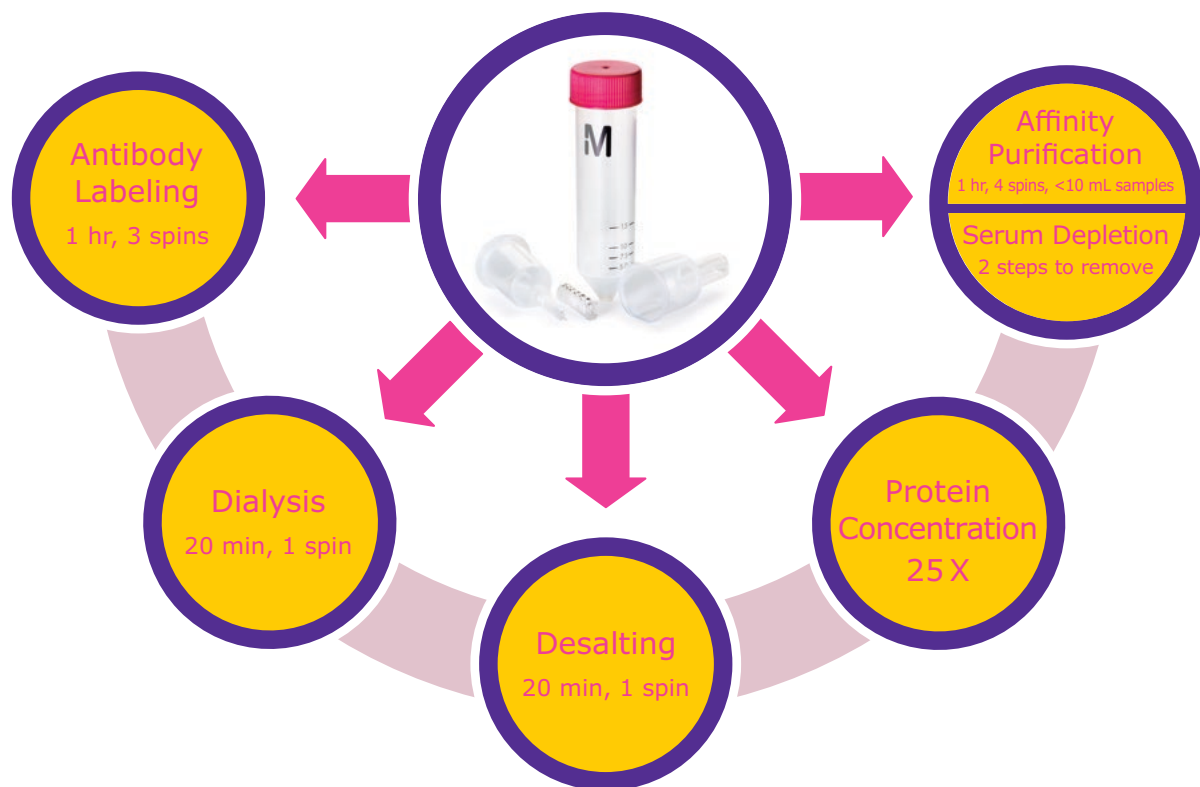 M
Antibody
Labeling
1 hr, 3 spins
Affinity
Purification
1 hr, 4 spins, <10 mL samples
Serum Depletion
2 steps to remove
Dialysis
20 min, 1 spin
Protein
Concentration
25 X
Desalting
20 min, 1 spin